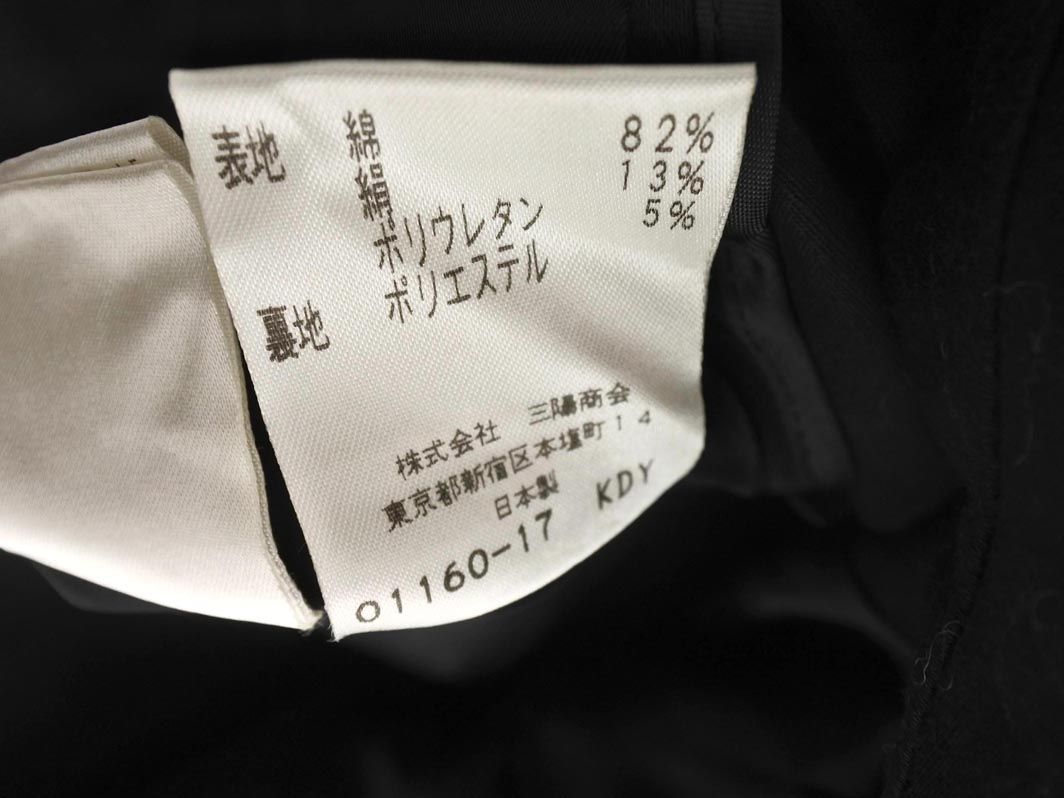 表地 綿 82%
絹 13%
ポリウレタン 5%
裏地 ポリエステル
株式会社 三陽商会
東京都新宿区本塩町14
日本製
01160-17 KDY